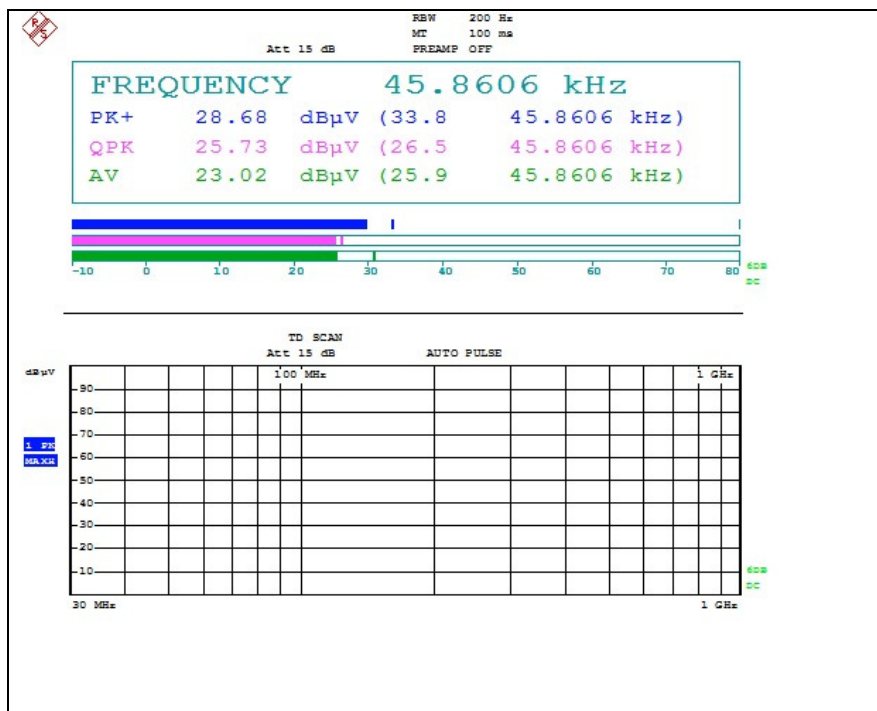 R S
RBW 200 Hz
MT 100 ms
Att 15 dB PREAMP OFF
FREQUENCY 45.8606 kHz
PK+ 28.68 dBµV (33.8 45.8606 kHz)
QPK 25.73 dBµV (26.5 45.8606 kHz)
AV 23.02 dBµV (25.9 45.8606 kHz)
-10 0 10 20 30 40 50 60 70 80 6DB
DC
TD SCAN
Att 15 dB AUTO PULSE
dBµV 100 MHz 1 GHz
90
80
70
1 PK
MAXH 60
50
40
30
20
10 6DB
DC
30 MHz 1 GHz